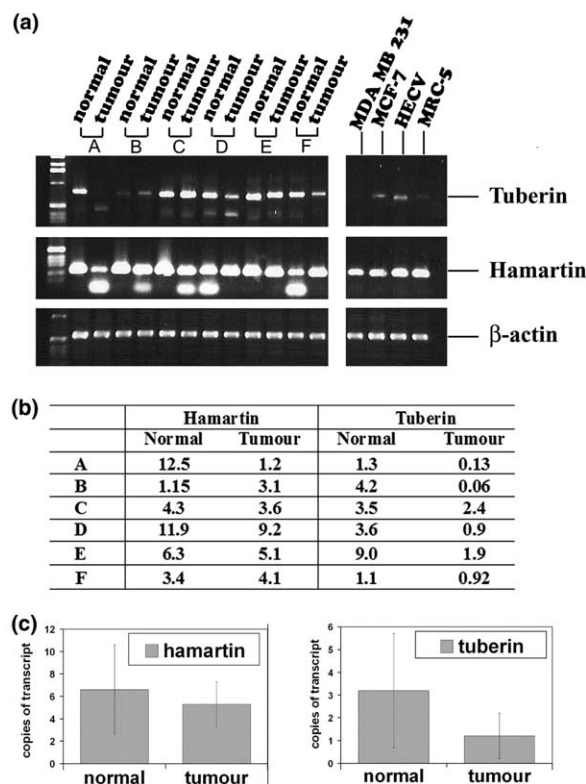 (a)
normal tumour normal tumour normal tumour normal tumour normal tumour normal tumour
MDA MB 231 MCF-7 HECV MRC-5
A B C D E F
Tuberin
Hamartin
β-actin
(b)
Hamartin Tuberin
Normal Tumour Normal Tumour
A 12.5 1.2 1.3 0.13
B 1.15 3.1 4.2 0.06
C 4.3 3.6 3.5 2.4
D 11.9 9.2 3.6 0.9
E 6.3 5.1 9.0 1.9
F 3.4 4.1 1.1 0.92
(c)
copies of transcript
12
10
8
6
4
2
0
hamartin
normal tumour
copies of transcript
6
5
4
3
2
1
0
tuberin
normal tumour